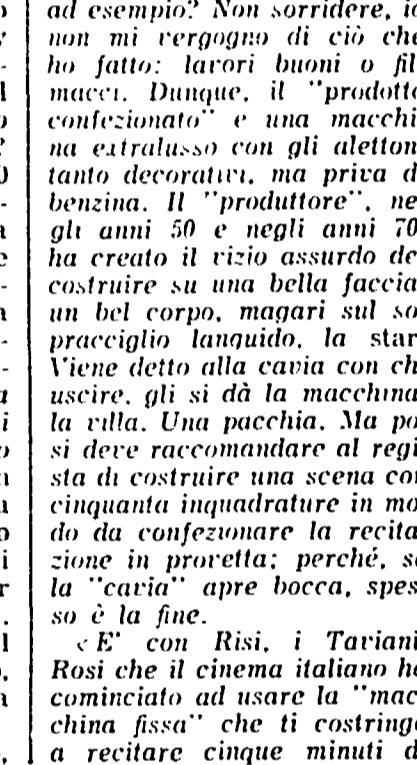 ad esempio? Non sorridere, io
non mi vergogno di ciò che
ho fatto: lavori buoni o fil
macci. Dunque, il "prodotto
confezionato" e una macchi
na extralusso con gli aletton
tanto decorativi, ma priva d
benzina. Il "produttore", ne
gli anni 50 e negli anni 70
ha creato il vizio assurdo de
costruire su una bella faccia
un bel corpo, magari sul so
pracciglio languido, la star
Viene detto alla cavia con ch
uscire, gli si dà la macchina
la villa. Una pacchia. Ma po
si deve raccomandare al regi
sta di costruire una scena con
cinquanta inquadrature in mo
do da confezionare la recita
zione in provetta; perché, se
la "cavia" apre bocca, spes
so è la fine.
«E' con Risi, i Taviani
Rosi che il cinema italiano ha
cominciato ad usare la "mac
china fissa" che ti costringe
a recitare cinque minuti d